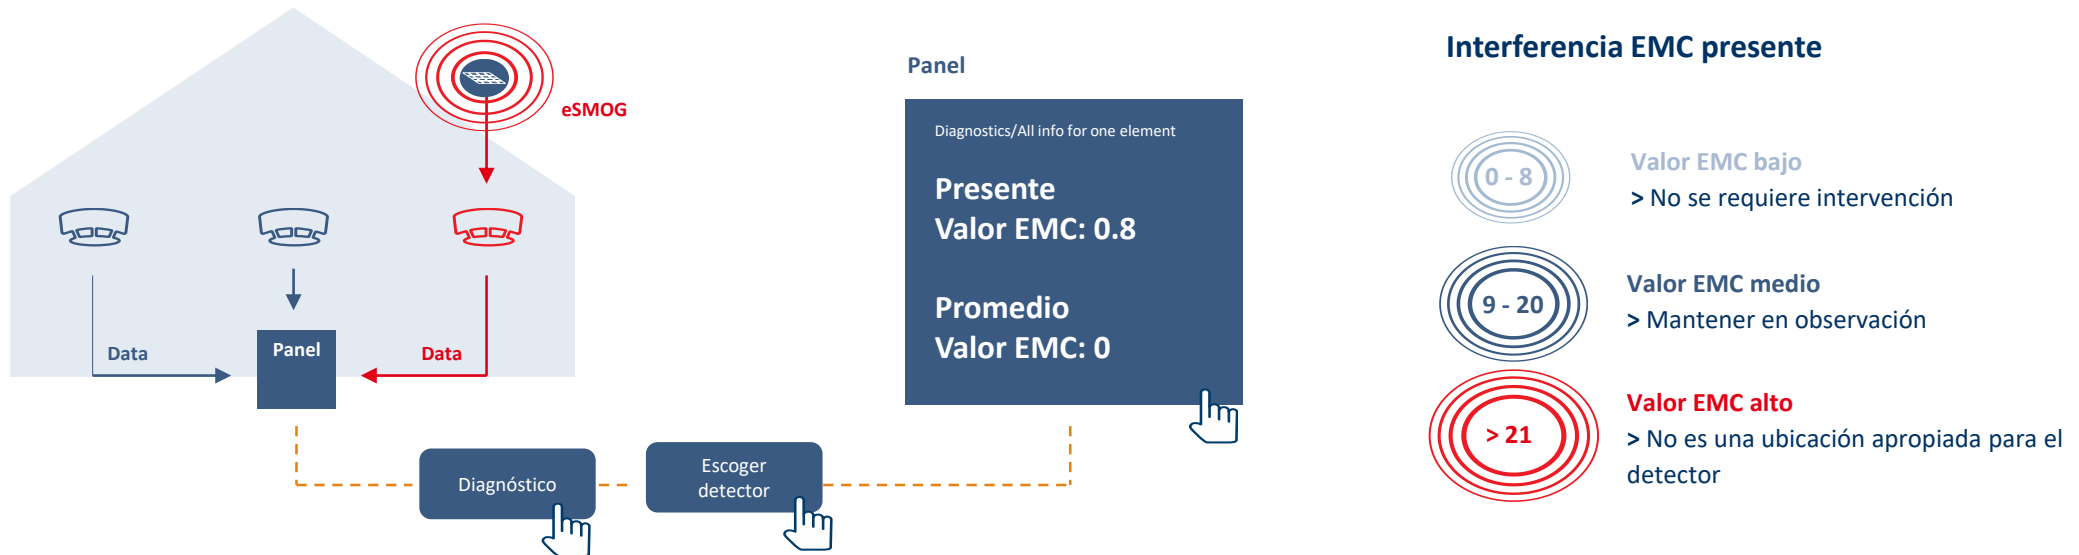 eSMOG
Data
Panel
Data
Diagnóstico
Escoger
detector
Panel
Diagnostics/All info for one element
Presente
Valor EMC: 0.8
Promedio
Valor EMC: 0
Interferencia EMC presente
0 - 8
Valor EMC bajo
> No se requiere intervención
9 - 20
Valor EMC medio
> Mantener en observación
> 21
Valor EMC alto
> No es una ubicación apropiada para el
detector